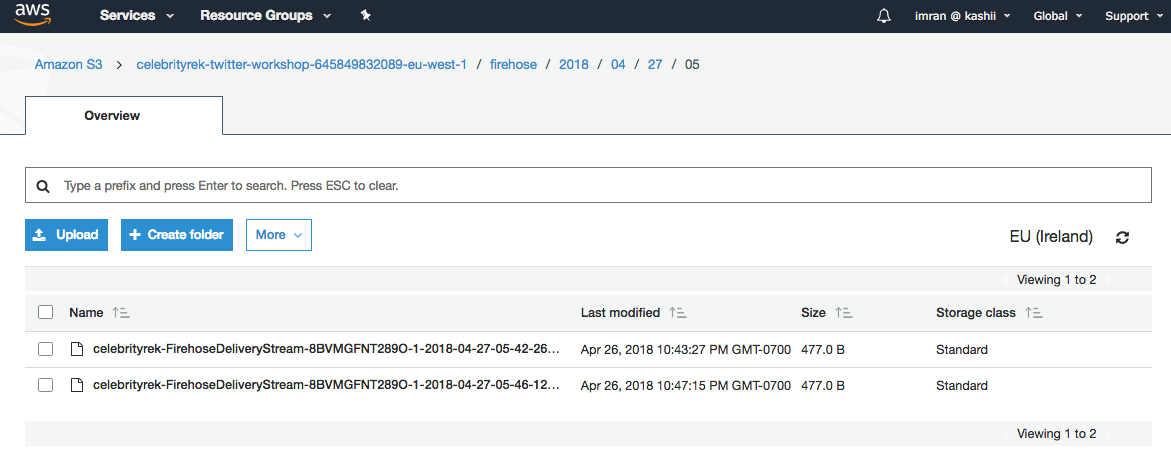 aws Services Resource Groups imran @ kashii Global Support
Amazon S3 > celebrityrek-twitter-workshop-645849832089-eu-west-1 / firehose / 2018 / 04 / 27 / 05
Overview
Type a prefix and press Enter to search. Press ESC to clear.
Upload + Create folder More EU (Ireland)
Viewing 1 to 2
Name Last modified Size Storage class
celebrityrek-FirehoseDeliveryStream-8BVMGFNT289O-1-2018-04-27-05-42-26... Apr 26, 2018 10:43:27 PM GMT-0700 477.0 B Standard
celebrityrek-FirehoseDeliveryStream-8BVMGFNT289O-1-2018-04-27-05-46-12... Apr 26, 2018 10:47:15 PM GMT-0700 477.0 B Standard
Viewing 1 to 2